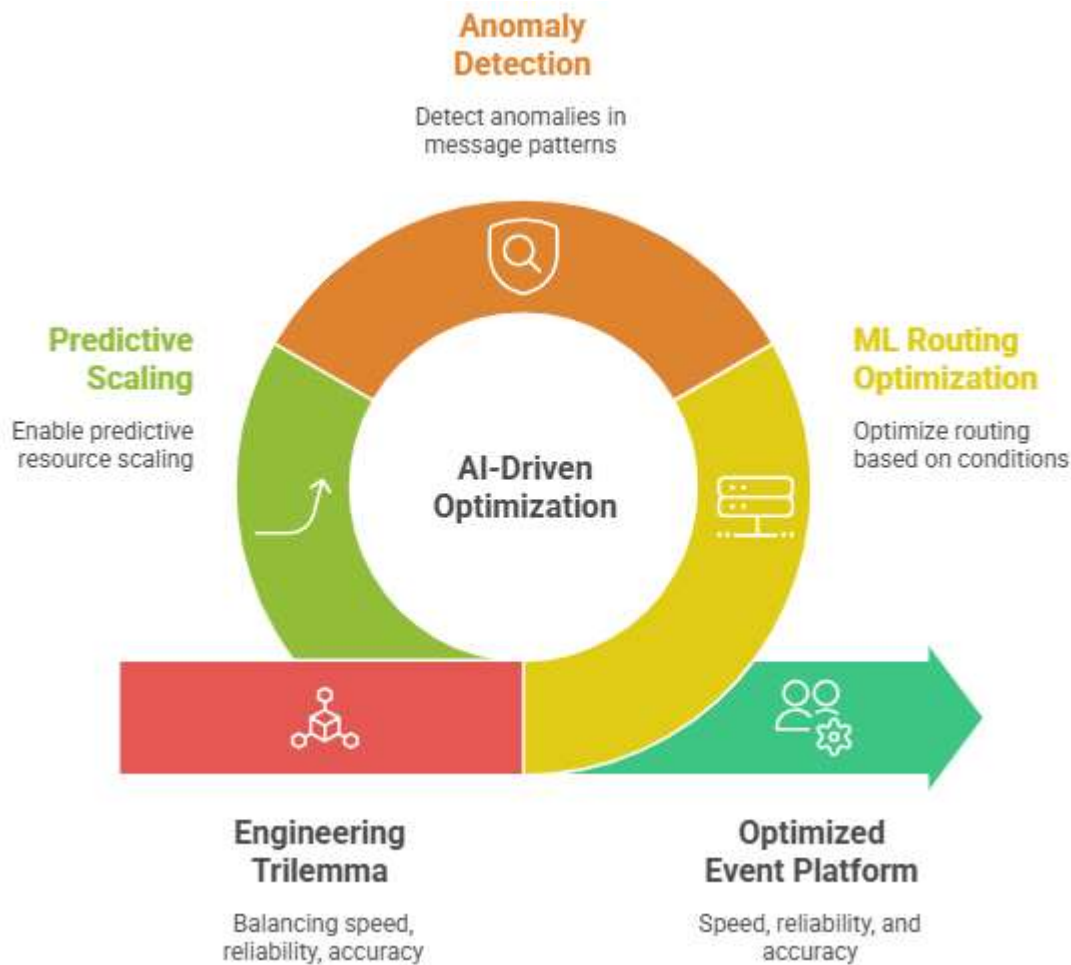 Anomaly
Detection
Detect anomalies in
message patterns
Predictive
Scaling
Enable predictive
resource scaling
ML Routing
Optimization
Optimize routing
based on conditions
AI-Driven
Optimization
Engineering
Trilemma
Balancing speed,
reliability, accuracy
Optimized
Event Platform
Speed, reliability, and
accuracy